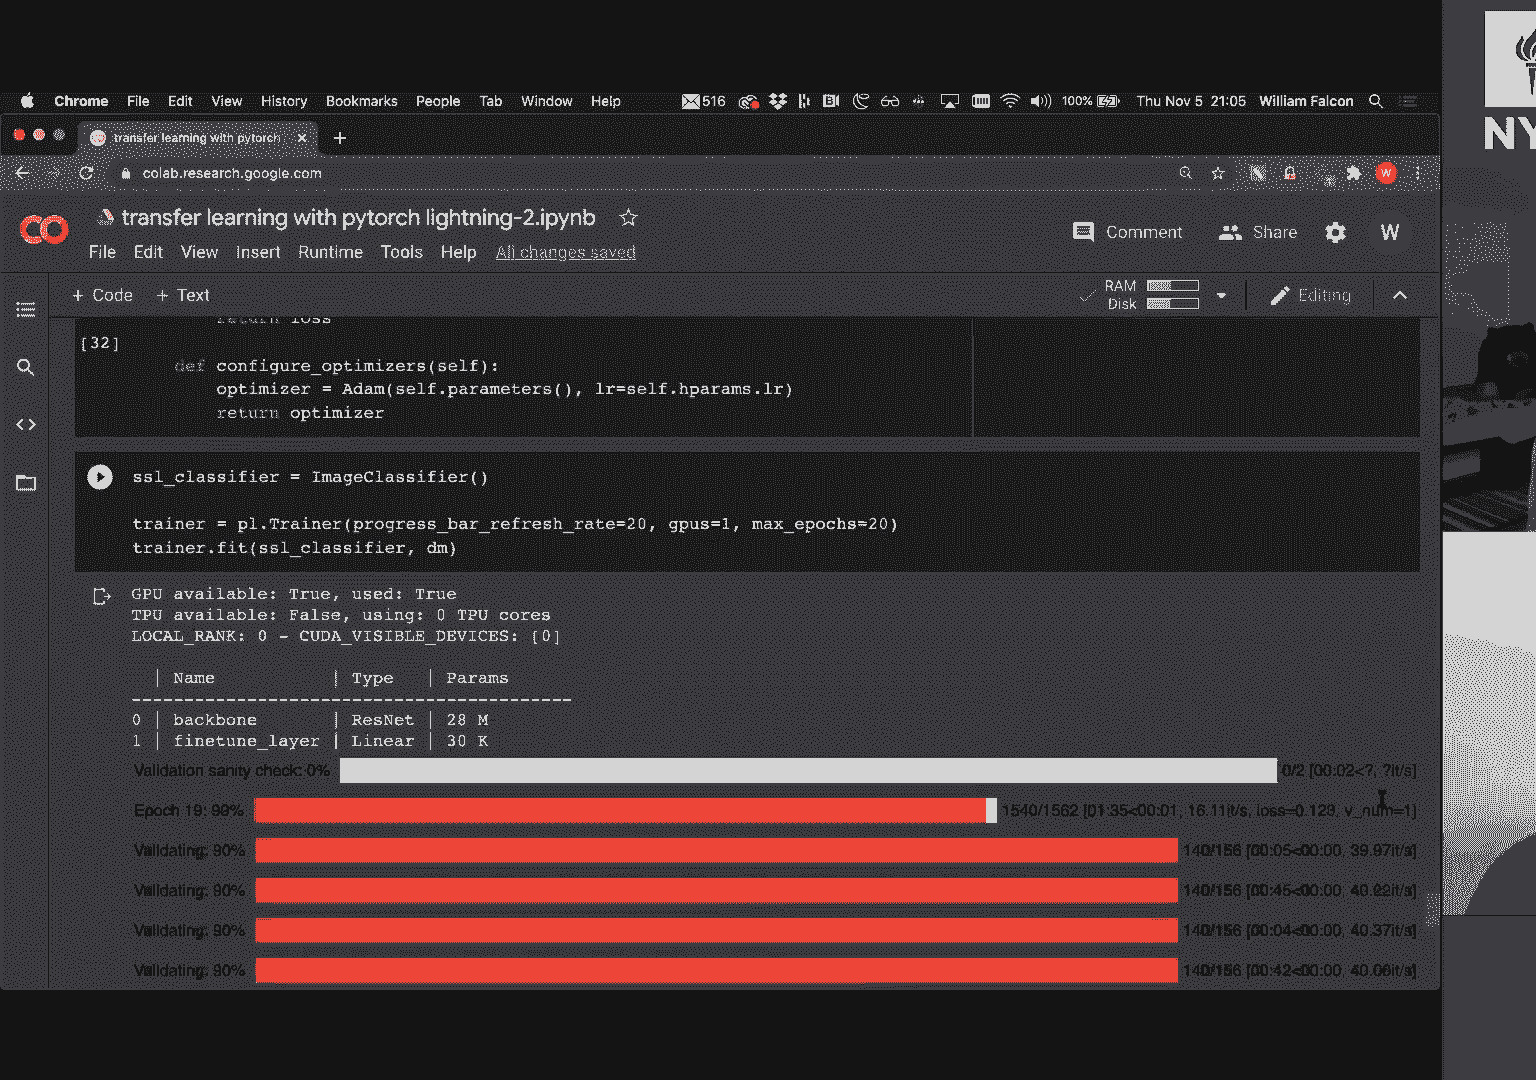 Chrome File Edit View History Bookmarks People Tab Window Help 516 100% Thu Nov 5 21:05 William Falcon
transfer learning with pytorch
colab.research.google.com
W
NY
transfer learning with pytorch lightning-2.ipynb
Comment Share W
File Edit View Insert Runtime Tools Help All changes saved
+ Code + Text
RAM
Disk
Editing
return loss
[32]
def configure_optimizers(self):
optimizer = Adam(self.parameters(), lr=self.hparams.lr)
return optimizer
ssl_classifier = ImageClassifier()
trainer = pl.Trainer(progress_bar_refresh_rate=20, gpus=1, max_epochs=20)
trainer.fit(ssl_classifier, dm)
GPU available: True, used: True
TPU available: False, using: 0 TPU cores
LOCAL_RANK: 0 - CUDA_VISIBLE_DEVICES: [0]
| Name | Type | Params
----------------------------------------
0 | backbone | ResNet | 28 M
1 | finetune_layer | Linear | 30 K
Validation sanity check: 0% 0/2 [00:02<?, ?it/s]
Epoch 19: 99% 1540/1562 [01:35<00:01, 16.11it/s, loss=0.123, v_num=1]
Validating: 90% 140/156 [00:05<00:00, 39.97it/s]
Validating: 90% 140/156 [00:45<00:00, 40.22it/s]
Validating: 90% 140/156 [00:04<00:00, 40.37it/s]
Validating: 90% 140/156 [00:42<00:00, 40.06it/s]